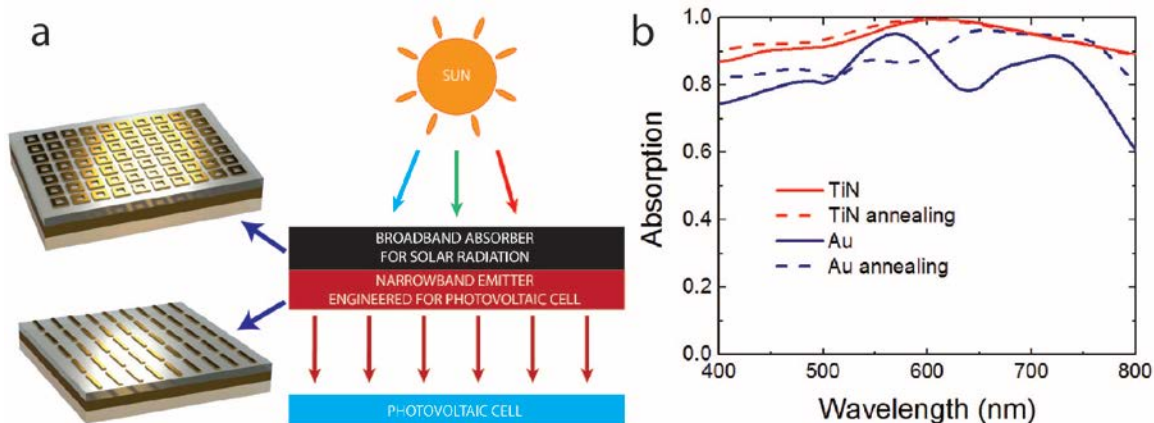 a
SUN
BROADBAND ABSORBER
FOR SOLAR RADIATION
NARROWBAND EMITTER
ENGINEERED FOR PHOTOVOLTAIC CELL
PHOTOVOLTAIC CELL
b
Absorption
1.0
0.8
0.6
0.4
0.2
0.0
TiN
TiN annealing
Au
Au annealing
400
500
600
700
800
Wavelength (nm)